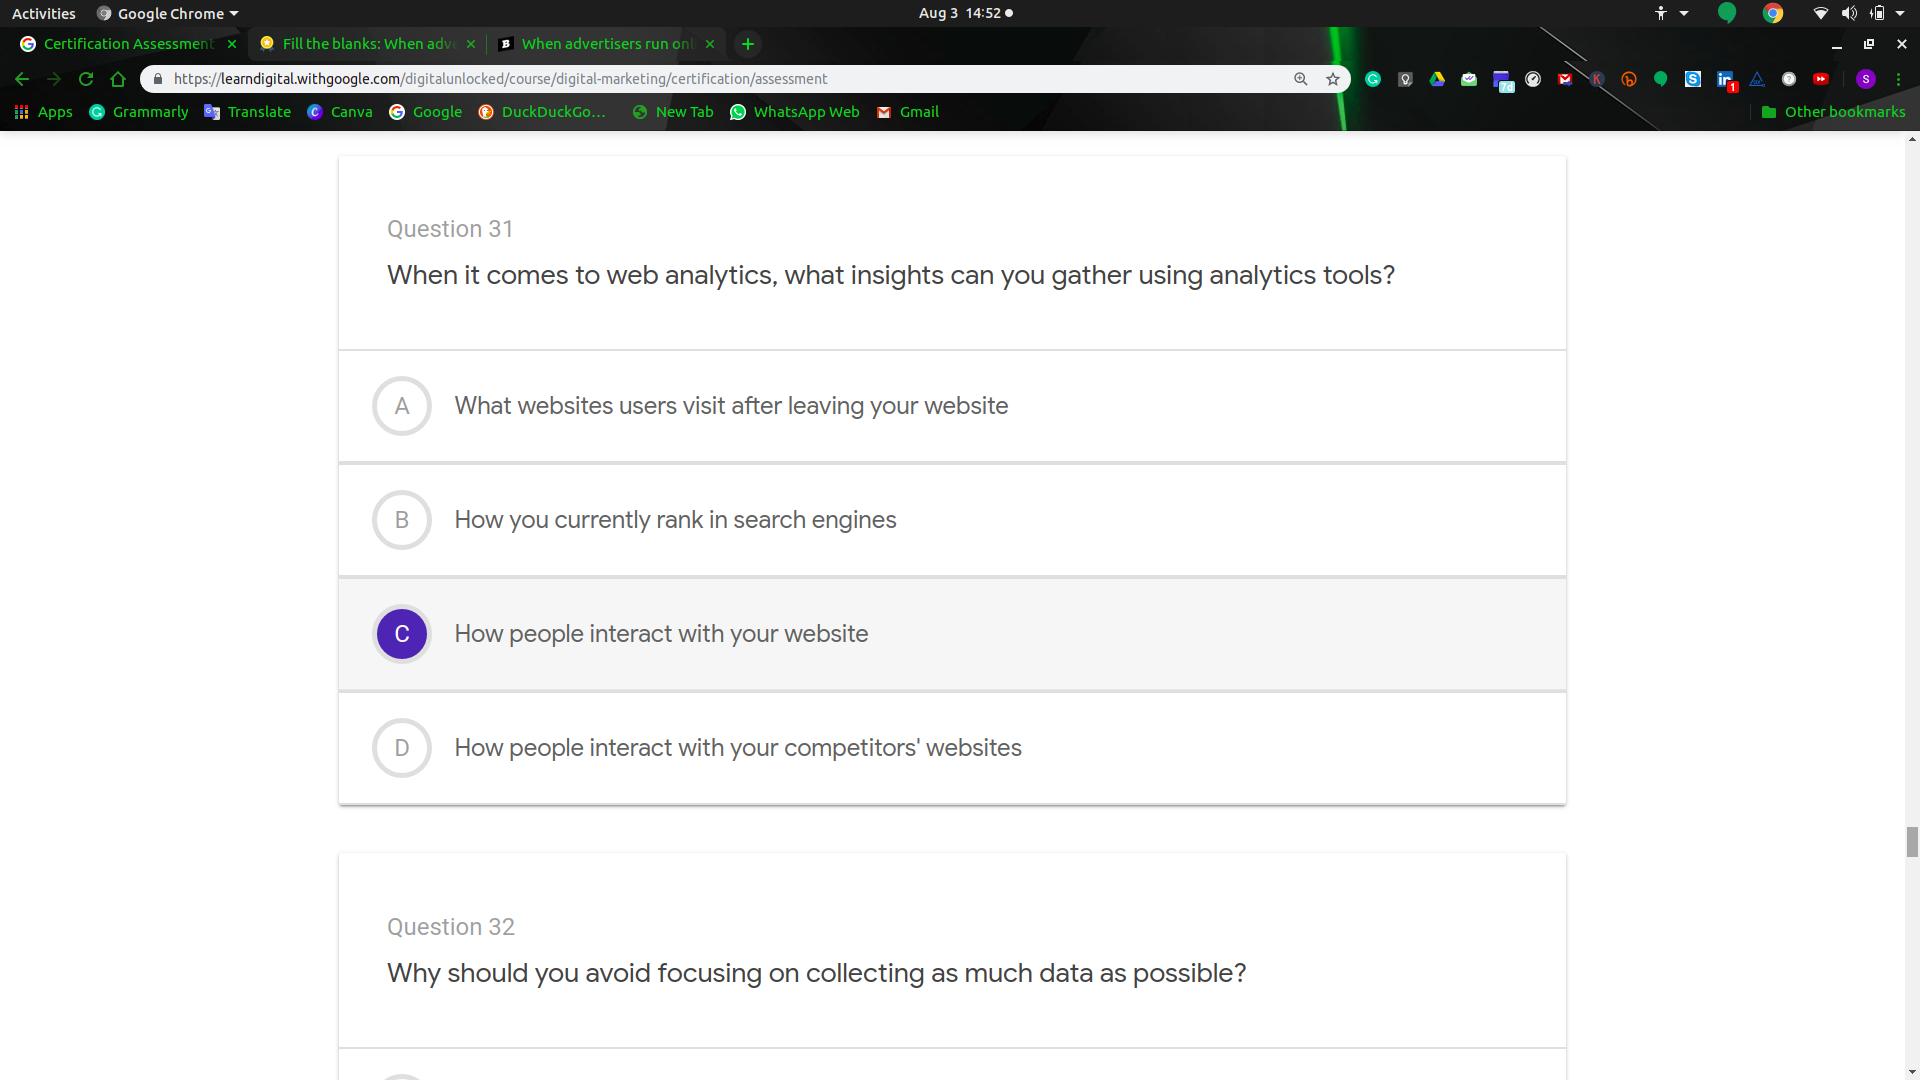 Activities Google Chrome Aug 3 14:52
Certification Assessment Fill the blanks: When adve When advertisers run onl
https://learndigital.withgoogle.com/digitalunlocked/course/digital-marketing/certification/assessment
7d 1 S
Apps Grammarly Translate Canva Google DuckDuckGo... New Tab WhatsApp Web Gmail Other bookmarks
Question 31
When it comes to web analytics, what insights can you gather using analytics tools?
A What websites users visit after leaving your website
B How you currently rank in search engines
C How people interact with your website
D How people interact with your competitors' websites
Question 32
Why should you avoid focusing on collecting as much data as possible?